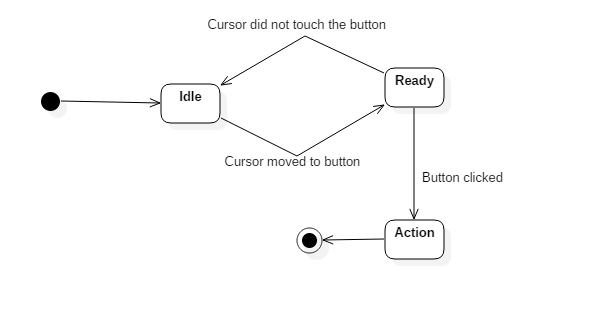 Cursor did not touch the button
Idle
Ready
Cursor moved to button
Button clicked
Action